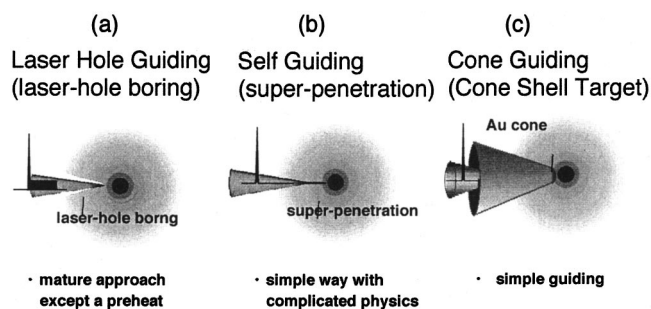 (a)
Laser Hole Guiding
(laser-hole boring)
laser-hole borng
· mature approach
except a preheat
(b)
Self Guiding
(super-penetration)
super-penetration
· simple way with
complicated physics
(c)
Cone Guiding
(Cone Shell Target)
Au cone
· simple guiding